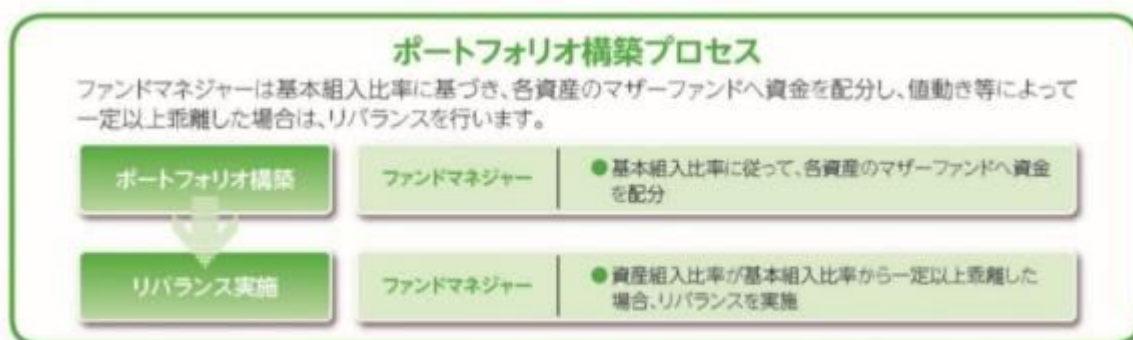 ポートフォリオ構築プロセス
ファンドマネジャーは基本組入比率に基づき、各資産のマザーファンドへ資金を配分し、値動き等によって
一定以上乖離した場合は、リバランスを行います。
ポートフォリオ構築
ファンドマネジャー
●基本組入比率に従って、各資産のマザーファンドへ資金
を配分
リバランス実施
ファンドマネジャー
●資産組入比率が基本組入比率から一定以上乖離した
場合、リバランスを実施